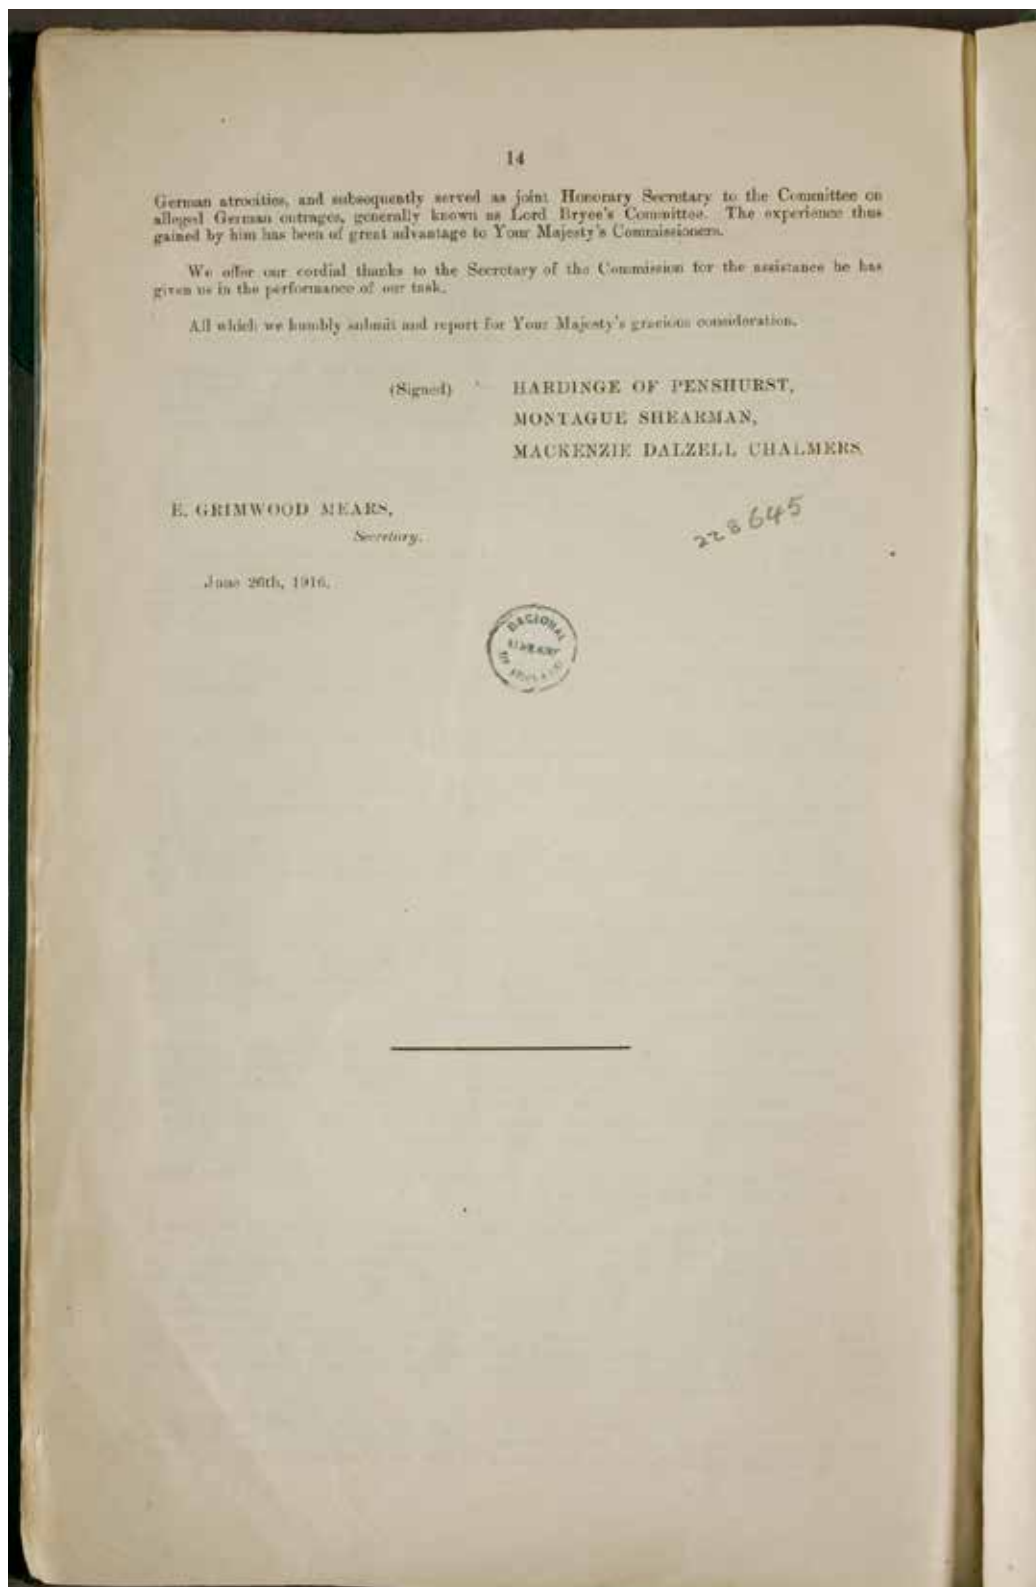 14
German atrocities, and subsequently served as joint Honorary Secretary to the Committee on
alleged German outrages, generally known as Lord Bryce's Committee. The experience thus
gained by him has been of great advantage to Your Majesty's Commissioners.
We offer our cordial thanks to the Secretary of the Commission for the assistance he has
given us in the performance of our task.
All which we humbly submit and report for Your Majesty's gracious consideration.
(Signed) HARDINGE OF PENSHURST,
MONTAGUE SHEARMAN,
MACKENZIE DALZELL CHALMERS.
E. GRIMWOOD MEARS,
Secretary.
228645
June 26th, 1916.
NACIONAL
LIBRARY
OF